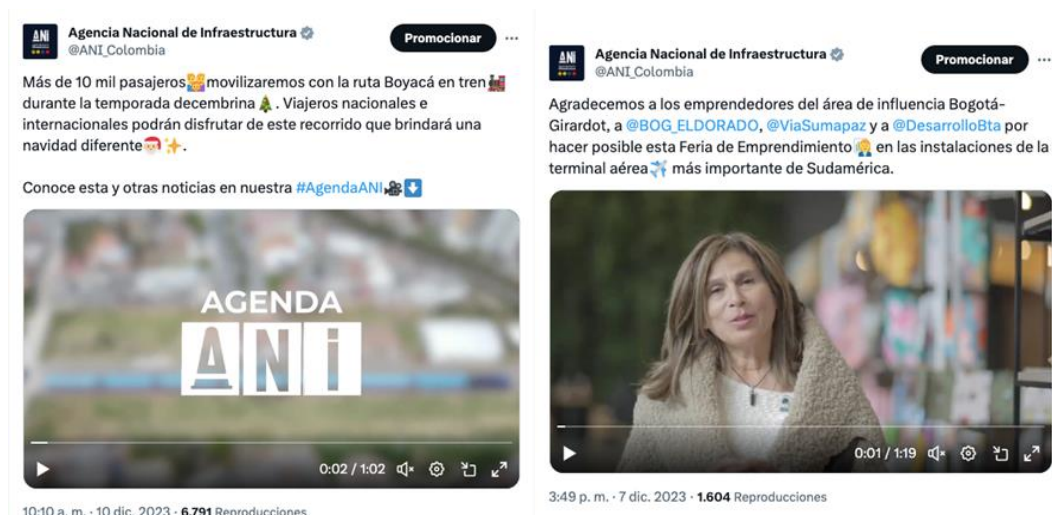 ANI
Agencia Nacional de Infraestructura
@ANI_Colombia
Promocionar
Más de 10 mil pasajeros👨‍👩‍👧movilizaremos con la ruta Boyacá en tren🚂
durante la temporada decembrina🎄. Viajeros nacionales e
internacionales podrán disfrutar de este recorrido que brindará una
navidad diferente🎅✨.
Conoce esta y otras noticias en nuestra #AgendaANI🎥⬇️
AGENDA
ANi
0:02 / 1:02
10:10 a. m. · 10 dic. 2023 · 6.791 Reproducciones
ANI
Agencia Nacional de Infraestructura
@ANI_Colombia
Promocionar
Agradecemos a los emprendedores del área de influencia Bogotá-
Girardot, a @BOG_ELDORADO, @ViaSumapaz y a @DesarrolloBta por
hacer posible esta Feria de Emprendimiento👩‍💼 en las instalaciones de la
terminal aérea✈️ más importante de Sudamérica.
0:01 / 1:19
3:49 p. m. · 7 dic. 2023 · 1.604 Reproducciones